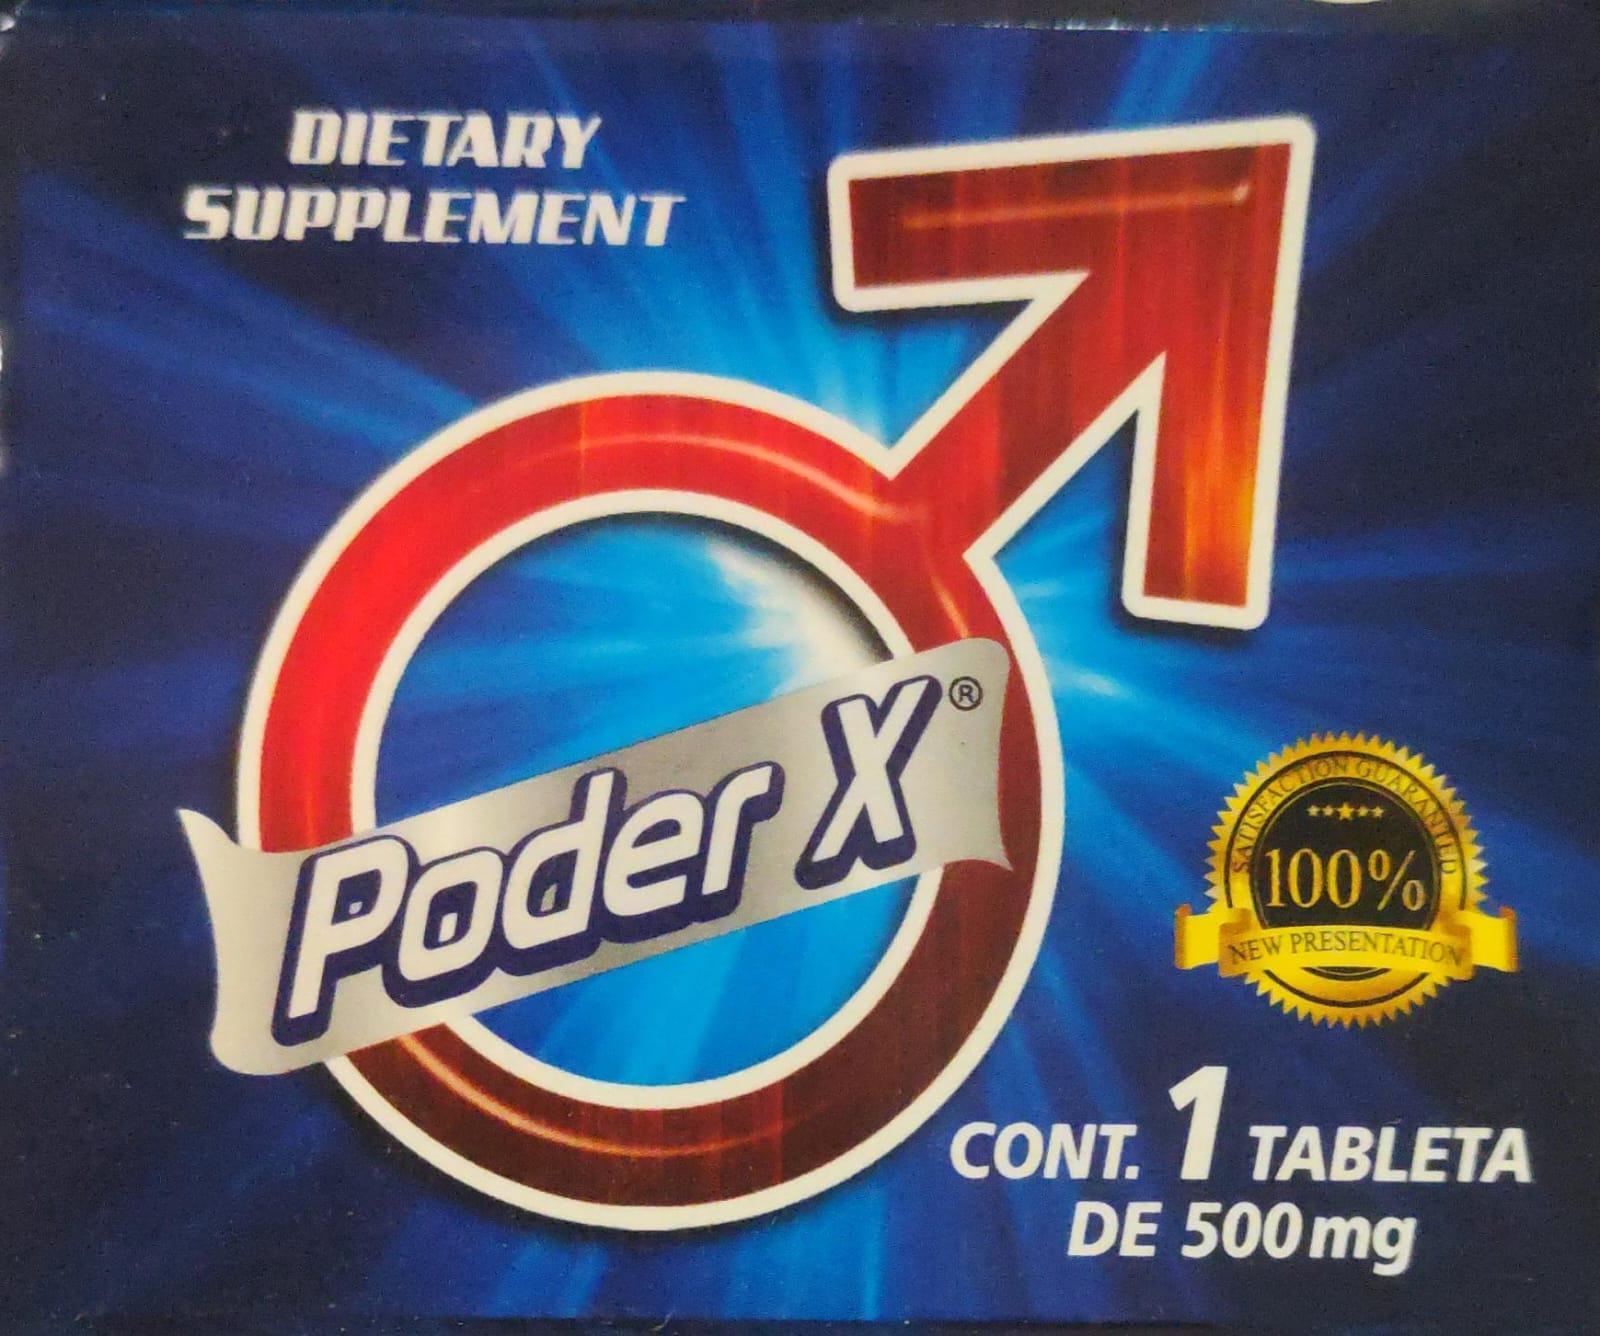 DIETARY
SUPPLEMENT
Poder X®
SATISFACTION GUARANTEED
100%
NEW PRESENTATION
CONT. 1 TABLETA
DE 500mg